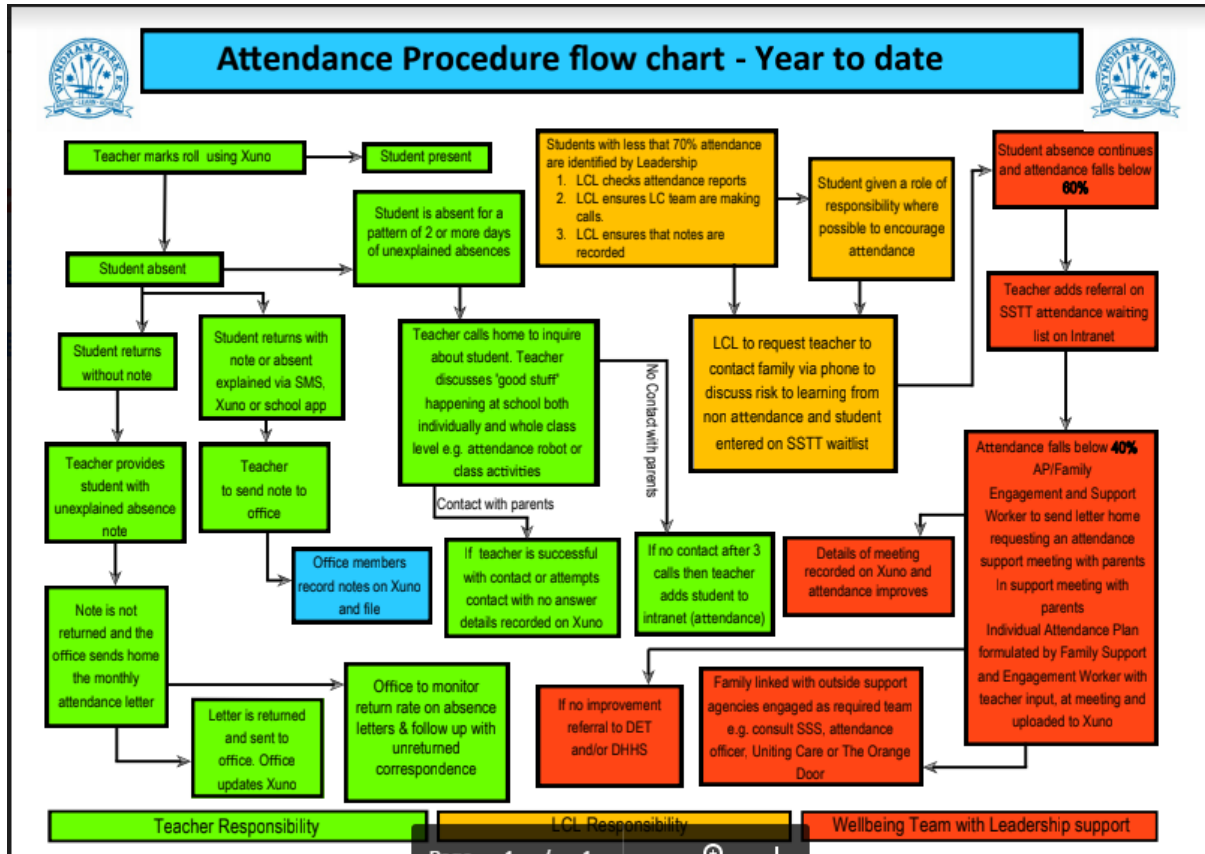 Attendance Procedure flow chart - Year to date
WYNDHAM PARK P.S.
WYNDHAM PARK P.S.
Teacher marks roll using Xuno
Student present
Student absent
Student is absent for a
pattern of 2 or more days
of unexplained absences
Student returns
without note
Student returns with
note or absent
explained via SMS,
Xuno or school app
Teacher provides
student with
unexplained absence
note
Teacher
to send note to
office
Office members
record notes on Xuno
and file
Note is not
returned and the
office sends home
the monthly
attendance letter
Letter is returned
and sent to
office. Office
updates Xuno
Office to monitor
return rate on absence
letters & follow up with
unreturned
correspondence
Teacher calls home to inquire
about student. Teacher
discusses 'good stuff'
happening at school both
individually and whole class
level e.g. attendance robot or
class activities
Contact with parents
No Contact with parents
If teacher is successful
with contact or attempts
contact with no answer
details recorded on Xuno
If no contact after 3
calls then teacher
adds student to
intranet (attendance)
Students with less that 70% attendance
are identified by Leadership
1. LCL checks attendance reports
2. LCL ensures LC team are making
calls.
3. LCL ensures that notes are
recorded
Student given a role of
responsibility where
possible to encourage
attendance
LCL to request teacher to
contact family via phone to
discuss risk to learning from
non attendance and student
entered on SSTT waitlist
Student absence continues
and attendance falls below
60%
Teacher adds referral on
SSTT attendance waiting
list on Intranet
Attendance falls below 40%
AP/Family
Engagement and Support
Worker to send letter home
requesting an attendance
support meeting with parents
In support meeting with
parents
Individual Attendance Plan
formulated by Family Support
and Engagement Worker with
teacher input, at meeting and
uploaded to Xuno
Details of meeting
recorded on Xuno and
attendance improves
If no improvement
referral to DET
and/or DHHS
Family linked with outside support
agencies engaged as required team
e.g. consult SSS, attendance
officer, Uniting Care or The Orange
Door
Teacher Responsibility
LCL Responsibility
Wellbeing Team with Leadership support